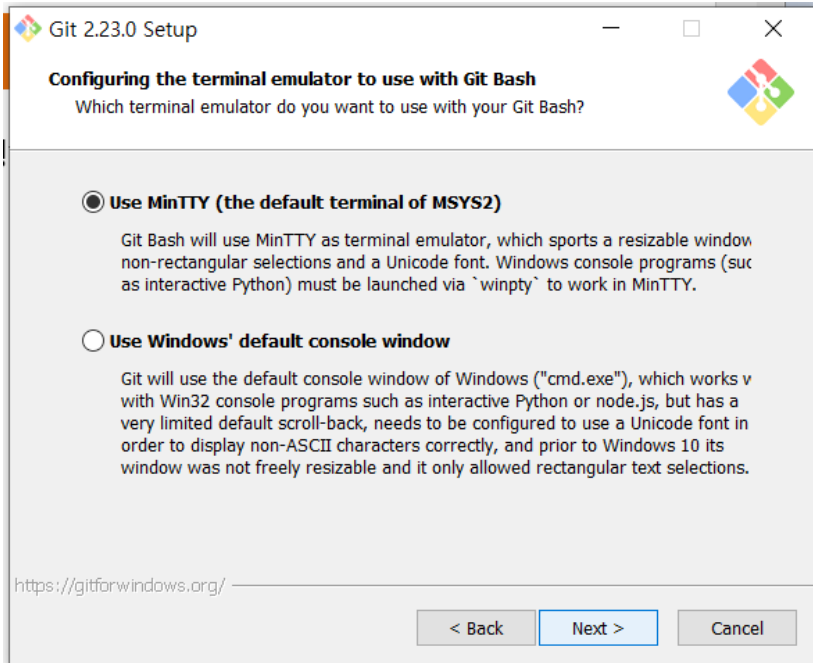 Git 2.23.0 Setup
Configuring the terminal emulator to use with Git Bash
Which terminal emulator do you want to use with your Git Bash?
Use MinTTY (the default terminal of MSYS2)
Git Bash will use MinTTY as terminal emulator, which sports a resizable window
non-rectangular selections and a Unicode font. Windows console programs (suc
as interactive Python) must be launched via `winpty` to work in MinTTY.
Use Windows' default console window
Git will use the default console window of Windows ("cmd.exe"), which works w
with Win32 console programs such as interactive Python or node.js, but has a
very limited default scroll-back, needs to be configured to use a Unicode font in
order to display non-ASCII characters correctly, and prior to Windows 10 its
window was not freely resizable and it only allowed rectangular text selections.
https://gitforwindows.org/
< Back
Next >
Cancel